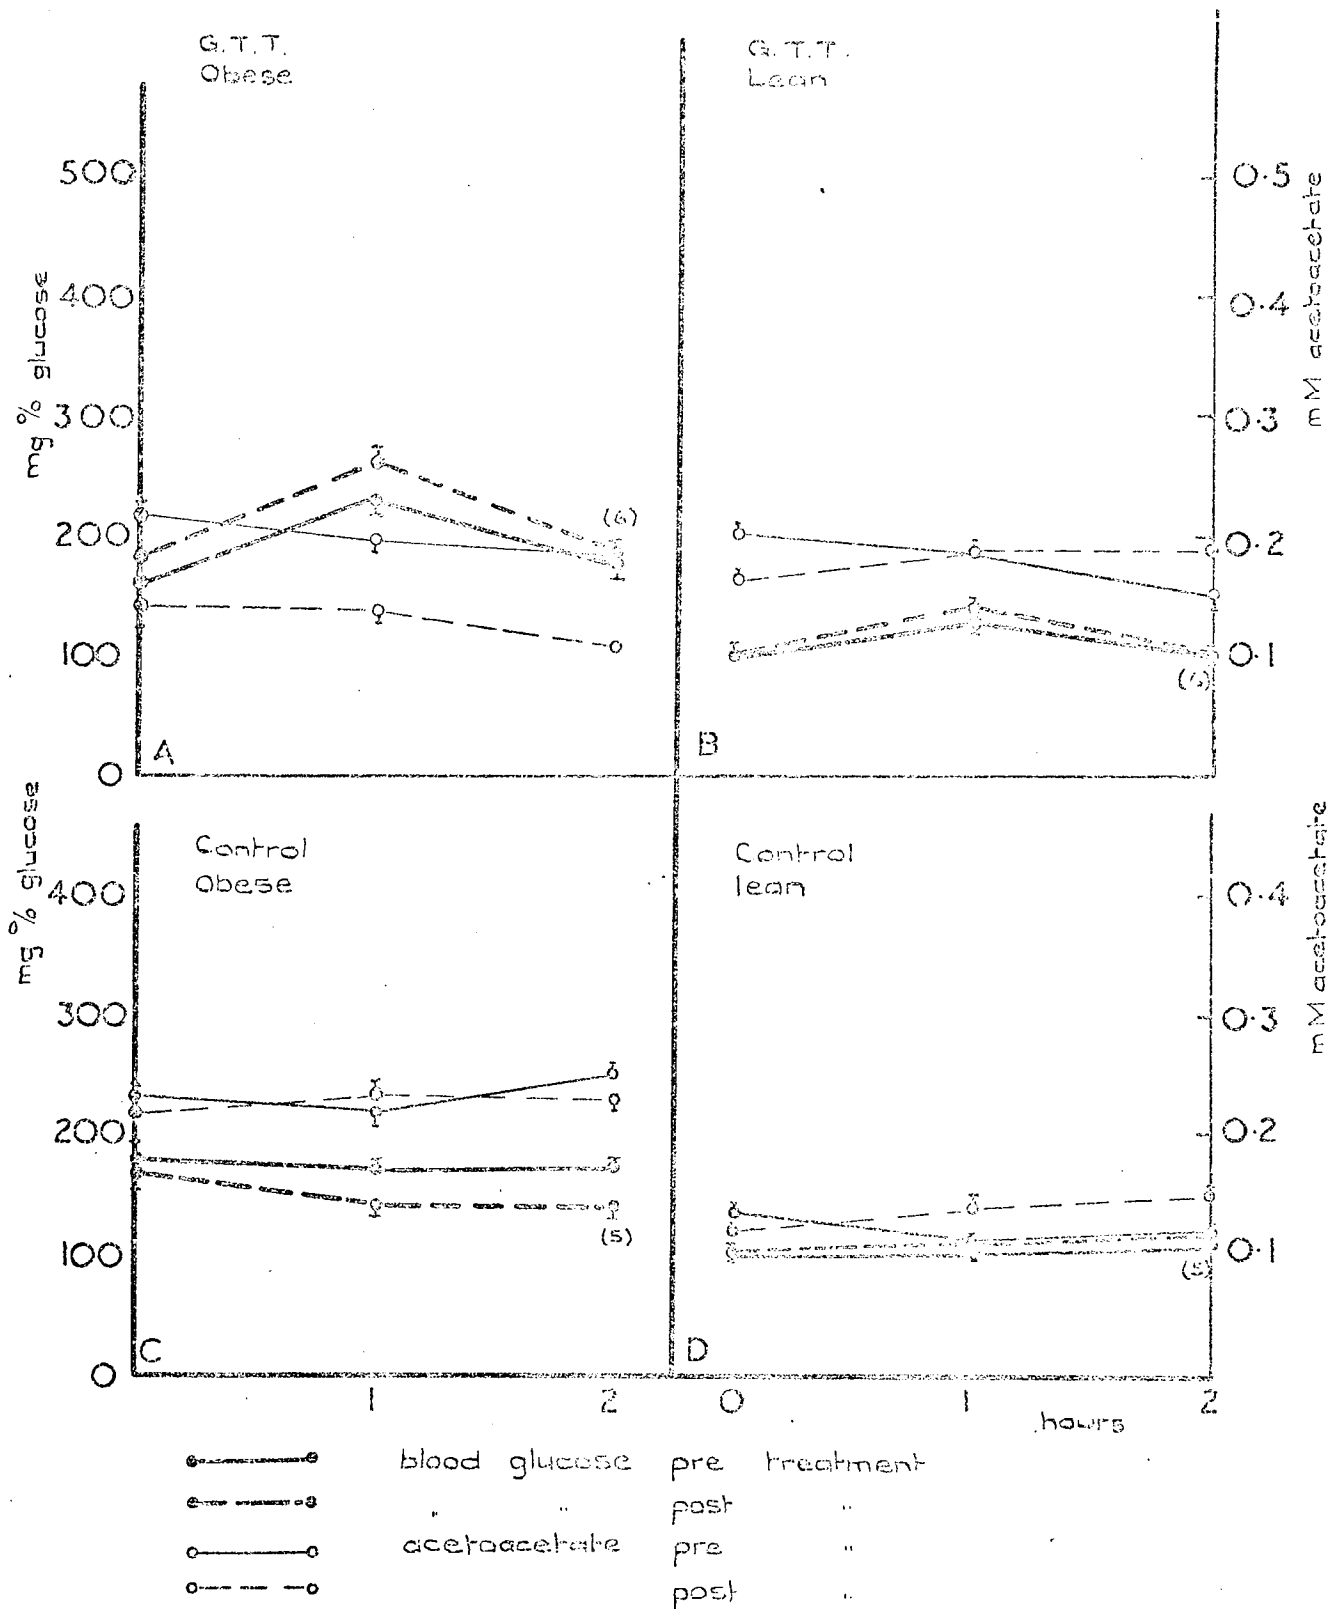 G.T.T.
Obese
G.T.T.
Lean
500
400
300
200
100
0
mg % glucose
0.5
0.4
0.3
0.2
0.1
mM acetoacetate
(6)
(6)
A
B
Control
Obese
Control
lean
400
300
200
100
0
mg % glucose
0.4
0.3
0.2
0.1
mM acetoacetate
(5)
(5)
C
D
1
2
0
1
2
hours
blood glucose pre treatment
" " post "
acetoacetate pre "
post "